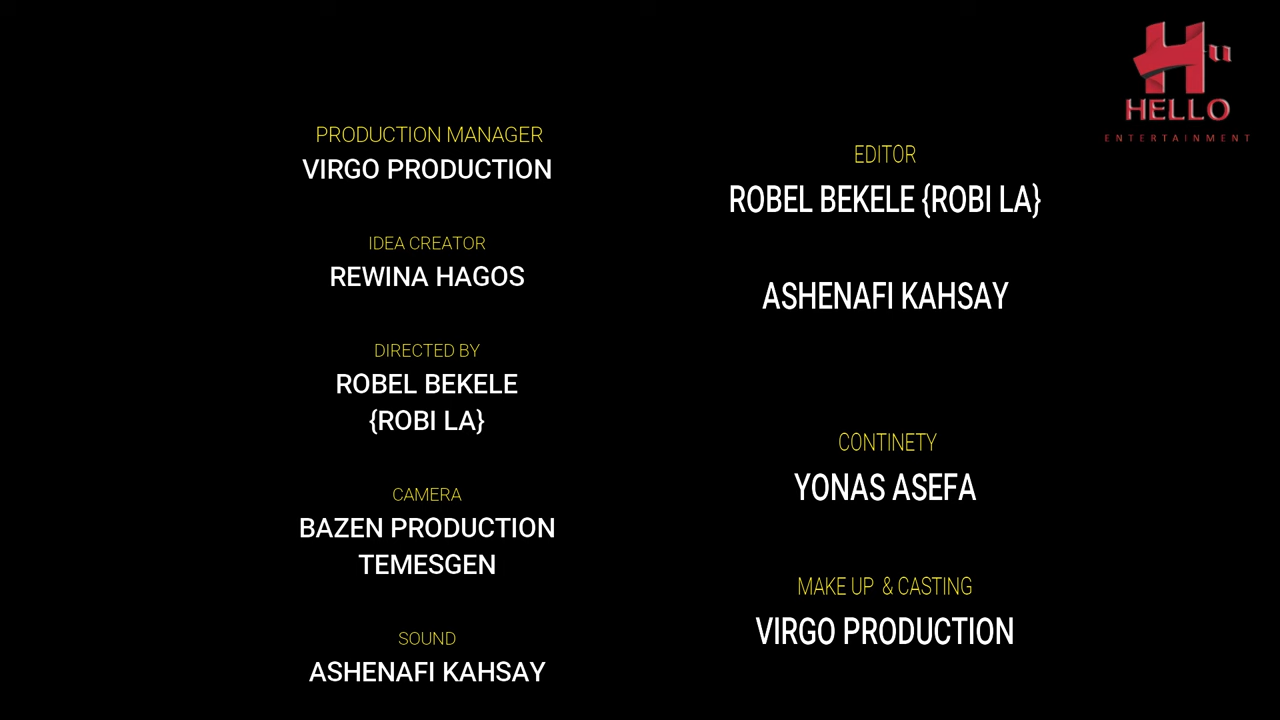 PRODUCTION MANAGER
VIRGO PRODUCTION
IDEA CREATOR
REWINA HAGOS
DIRECTED BY
ROBEL BEKELE
{ROBI LA}
CAMERA
BAZEN PRODUCTION
TEMESGEN
SOUND
ASHENAFI KAHSAY
EDITOR
ROBEL BEKELE {ROBI LA}
ASHENAFI KAHSAY
CONTINETY
YONAS ASEFA
MAKE UP & CASTING
VIRGO PRODUCTION
H U
HELLO
ENTERTAINMENT